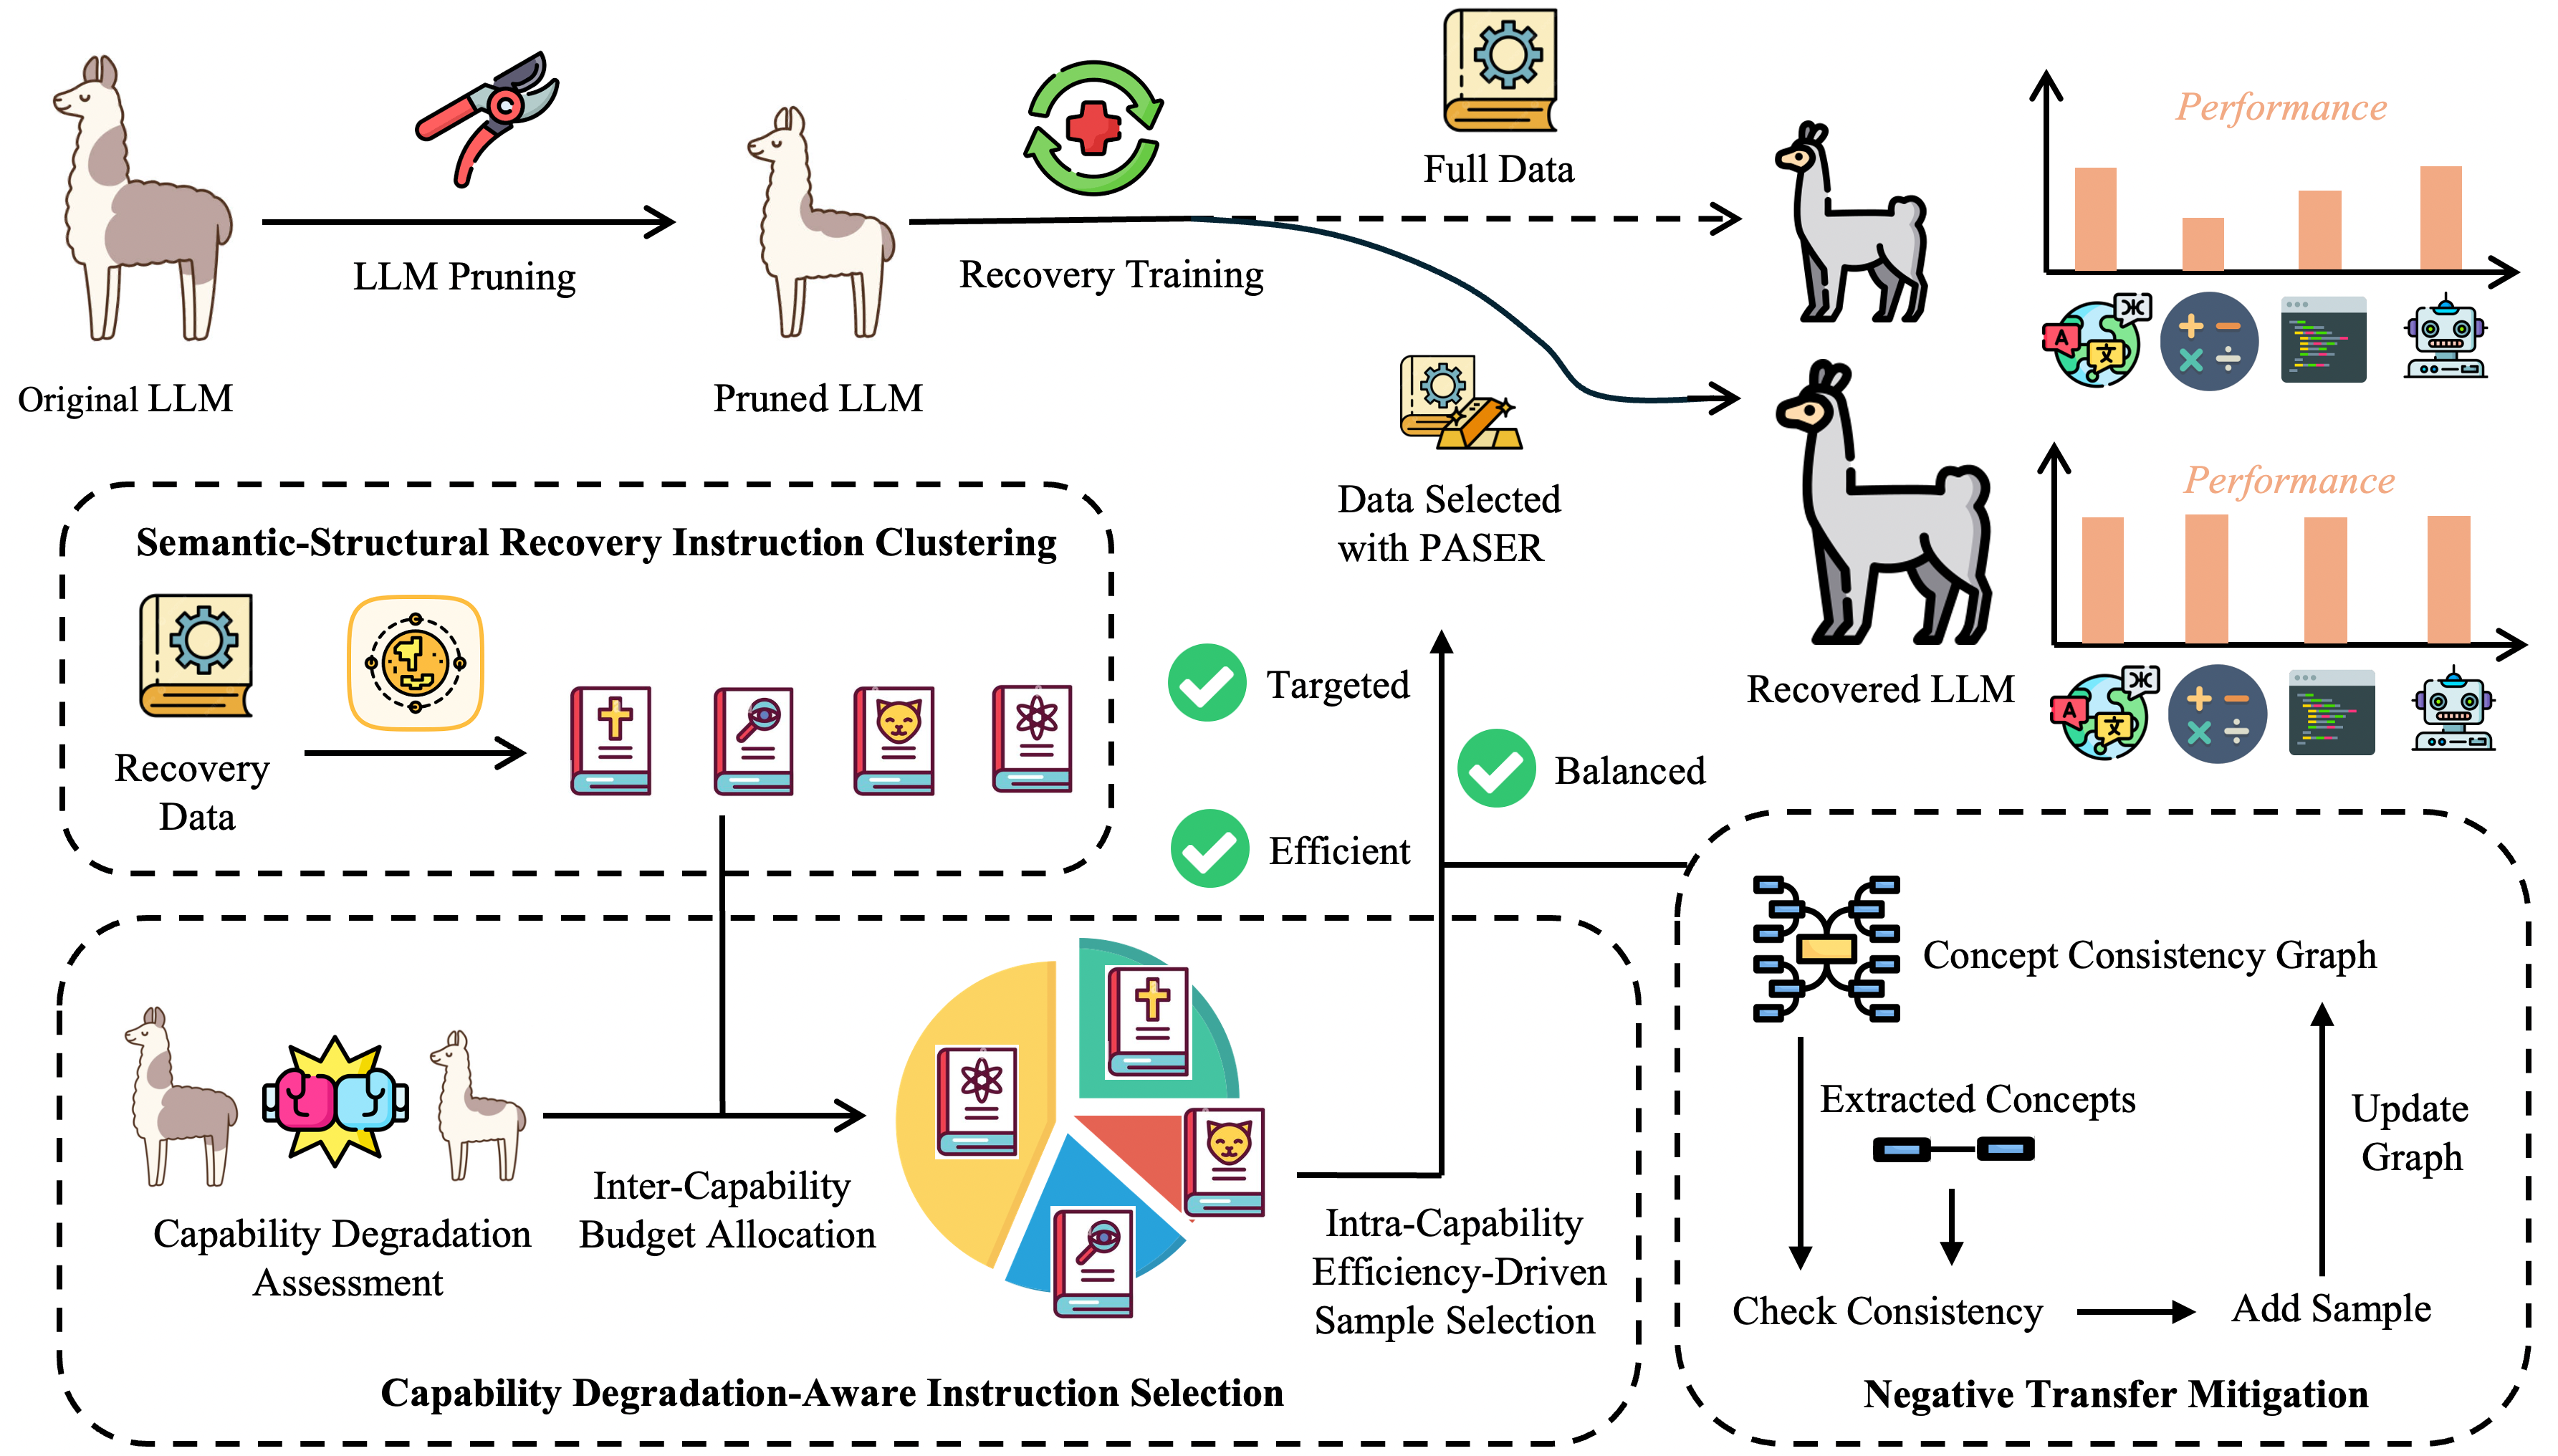 Full Data
Performance
LLM Pruning
Recovery Training
Original LLM
Pruned LLM
Data Selected
with PASER
Performance
Recovered LLM
A
文
Ж
A
文
Ж
Semantic-Structural Recovery Instruction Clustering
Recovery
Data
Targeted
Balanced
Efficient
Capability Degradation
Assessment
Inter-Capability
Budget Allocation
Intra-Capability
Efficiency-Driven
Sample Selection
Capability Degradation-Aware Instruction Selection
Concept Consistency Graph
Extracted Concepts
Update
Graph
Check Consistency
Add Sample
Negative Transfer Mitigation